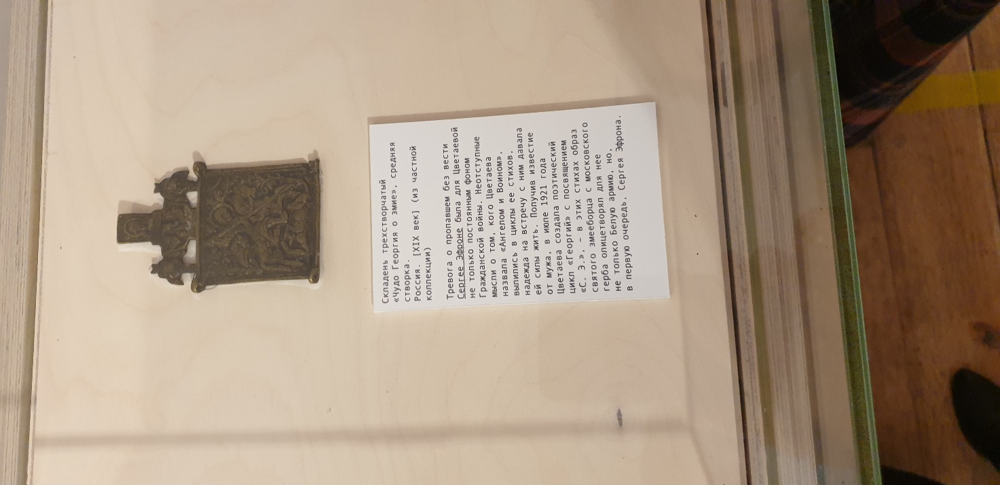 Складень трехстворчатый
«Чудо Георгия о змие», средняя
створка.
Россия. [XIX век] (из частной
коллекции)
Тревога о пропавшем без вести
Сергее Эфроне была для Цветаевой
не только постоянным фоном
Гражданской войны. Неотступные
мысли о том, кого Цветаева
назвала «Ангелом и Воином»,
вылились в циклы ее стихов,
надежда на встречу с ним давала
ей силы жить. Получив известие
от мужа, в июле 1921 года
Цветаева создала поэтический
цикл «Георгий» с посвящением
«С. Э.», – в этих стихах образ
святого змееборца с московского
герба олицетворял для нее
не только Белую армию, но,
в первую очередь, Сергея Эфрона.